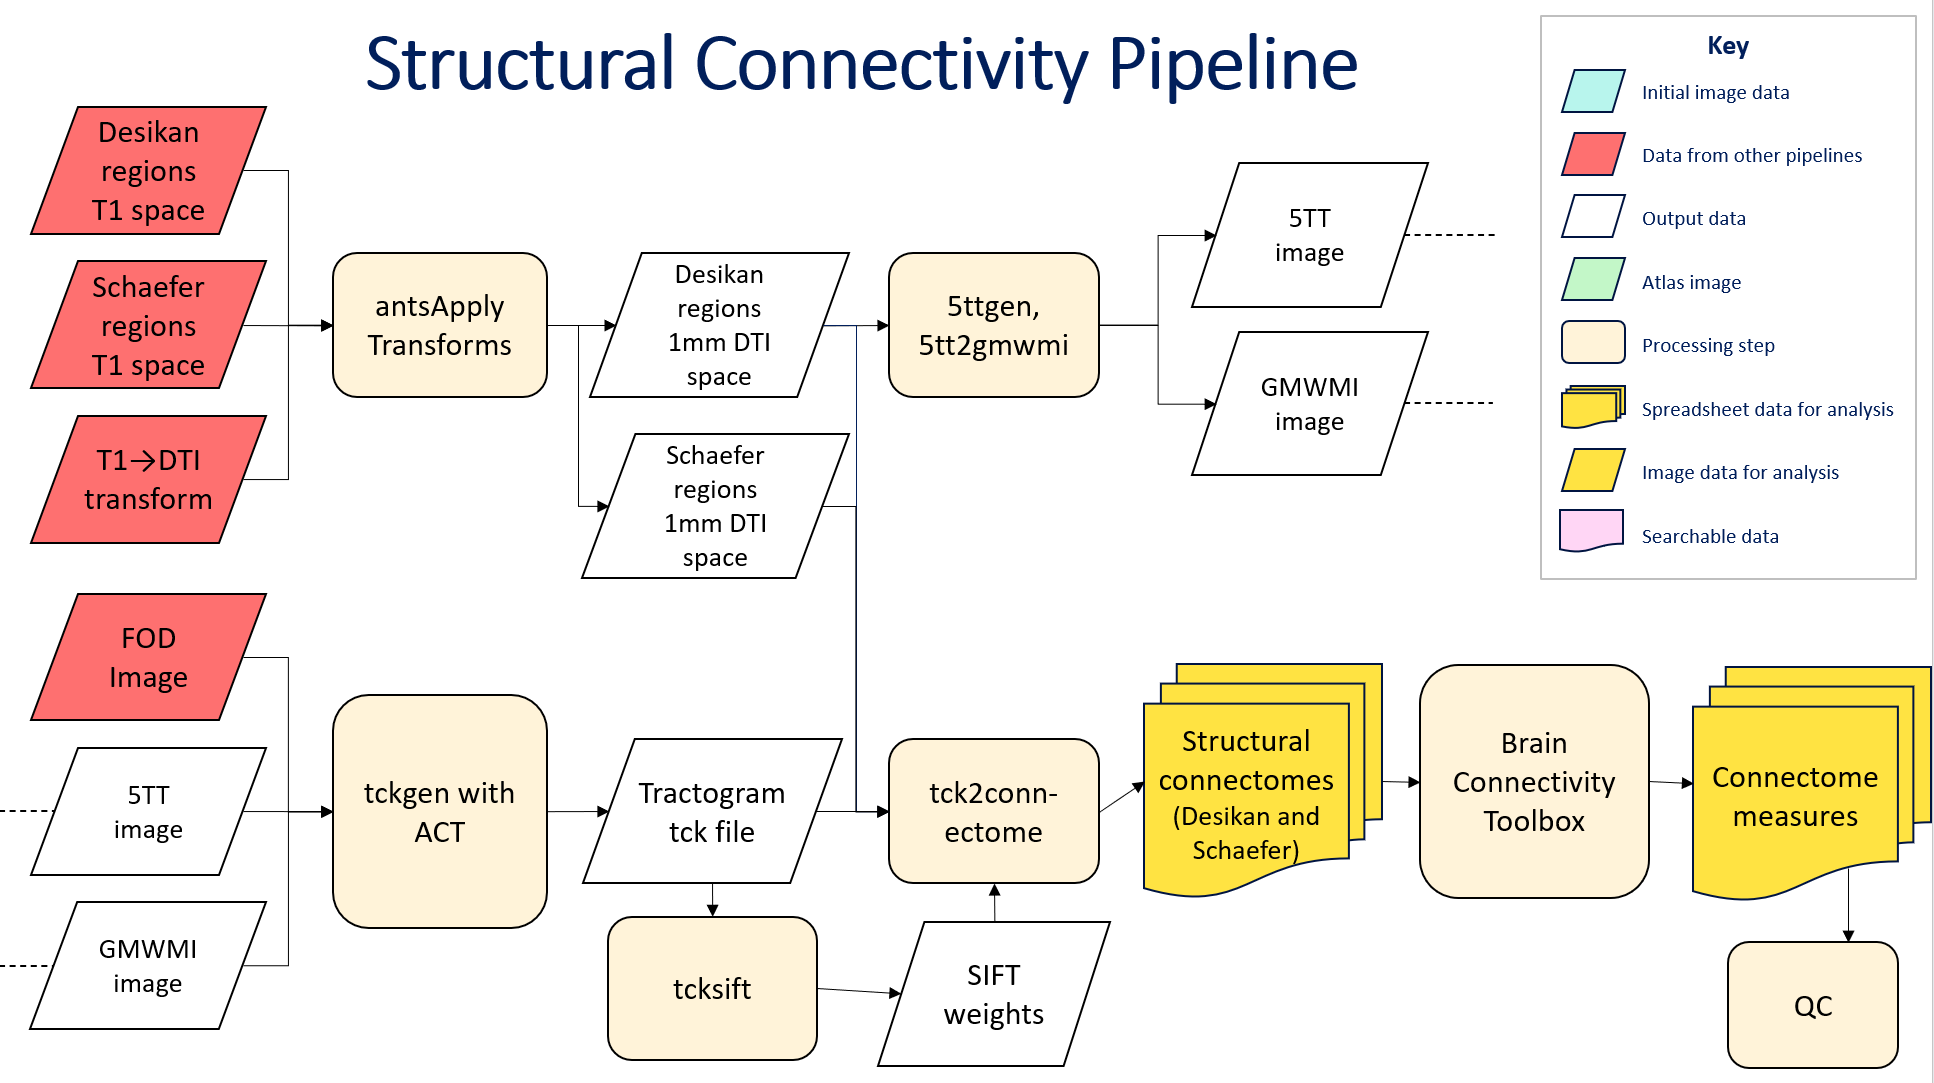 Structural Connectivity Pipeline
Key
Initial image data
Data from other pipelines
Output data
Atlas image
Processing step
Spreadsheet data for analysis
Image data for analysis
Searchable data
Desikan
regions
T1 space
Schaefer
regions
T1 space
T1→DTI
transform
antsApply
Transforms
Desikan
regions
1mm DTI
space
Schaefer
regions
1mm DTI
space
5ttgen,
5tt2gmwmi
5TT
image
GMWMI
image
FOD
Image
5TT
image
GMWMI
image
tckgen with
ACT
Tractogram
tck file
tcksift
SIFT
weights
tck2conn-
ectome
Structural
connectomes
(Desikan and
Schaefer)
Brain
Connectivity
Toolbox
Connectome
measures
QC